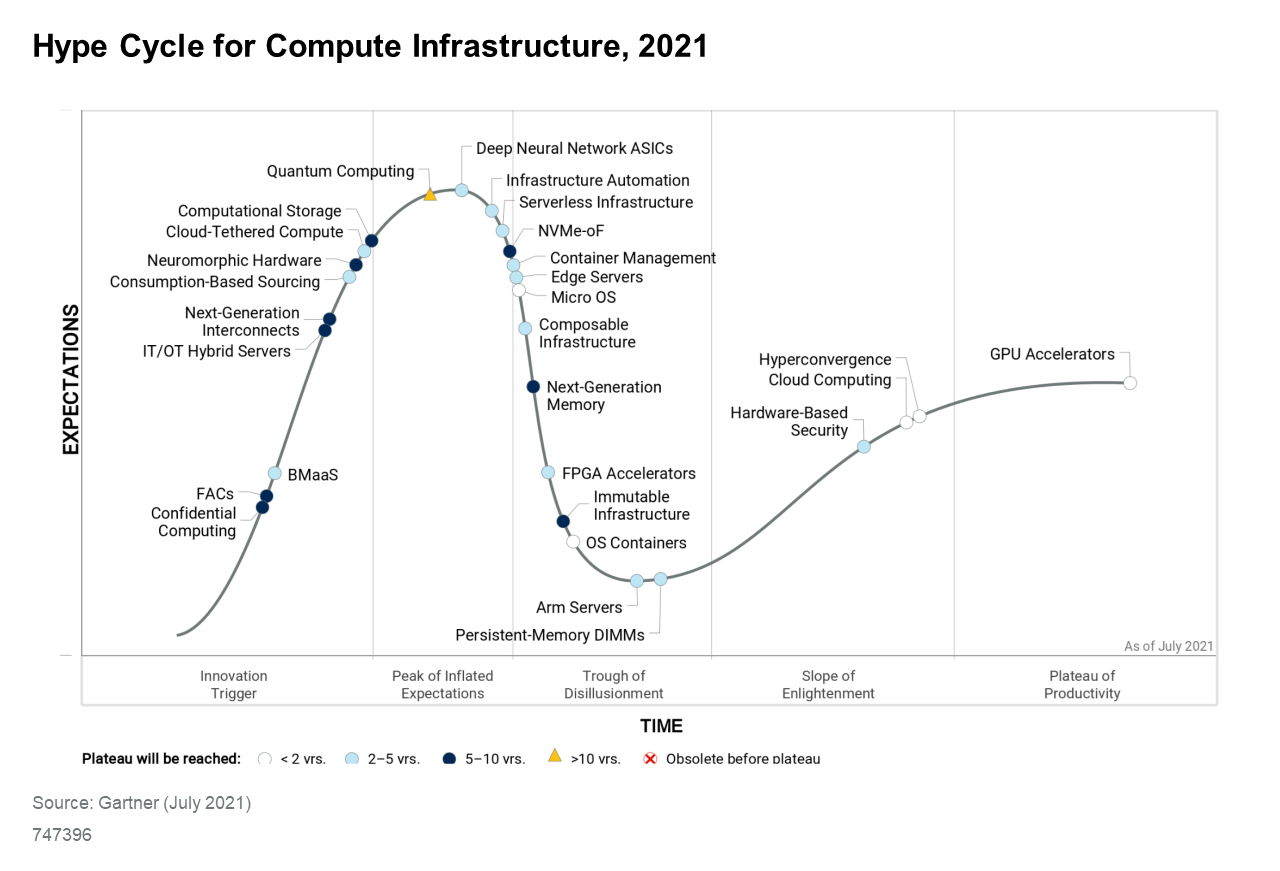 Hype Cycle for Compute Infrastructure, 2021
Deep Neural Network ASICs
Quantum Computing
Infrastructure Automation
Serverless Infrastructure
Computational Storage
Cloud-Tethered Compute
NVMe-oF
Neuromorphic Hardware
Container Management
Consumption-Based Sourcing
Edge Servers
Micro OS
Next-Generation
Interconnects
IT/OT Hybrid Servers
Composable
Infrastructure
Next-Generation
Memory
Hyperconvergence
Cloud Computing
GPU Accelerators
Hardware-Based
Security
BMaaS
FACs
Confidential
Computing
FPGA Accelerators
Immutable
Infrastructure
OS Containers
Arm Servers
Persistent-Memory DIMMs
EXPECTATIONS
As of July 2021
Innovation
Trigger
Peak of Inflated
Expectations
Trough of
Disillusionment
Slope of
Enlightenment
Plateau of
Productivity
TIME
Plateau will be reached: < 2 yrs. 2–5 yrs. 5–10 yrs. >10 yrs. Obsolete before plateau
Source: Gartner (July 2021)
747396